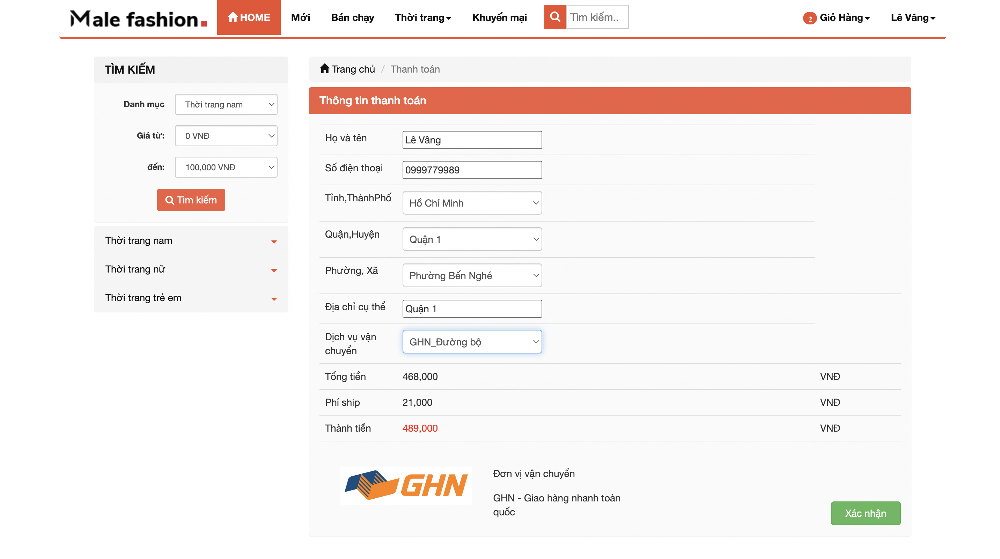 Male fashion.
HOME
Mới
Bán chạy
Thời trang
Khuyến mại
Tìm kiếm..
2 Giỏ Hàng
Lê Vâng
TÌM KIẾM
Danh mục Thời trang nam
Giá từ: 0 VNĐ
đến: 100,000 VNĐ
Tìm kiếm
Thời trang nam
Thời trang nữ
Thời trang trẻ em
Trang chủ / Thanh toán
Thông tin thanh toán
Họ và tên Lê Vâng
Số điện thoại 0999779989
Tỉnh,ThànhPhố Hồ Chí Minh
Quận,Huyện Quận 1
Phường, Xã Phường Bến Nghé
Địa chỉ cụ thể Quận 1
Dịch vụ vận
chuyển
GHN_Đường bộ
Tổng tiền 468,000 VNĐ
Phí ship 21,000 VNĐ
Thành tiền 489,000 VNĐ
GHN
Đơn vị vận chuyển
GHN - Giao hàng nhanh toàn
quốc
Xác nhận